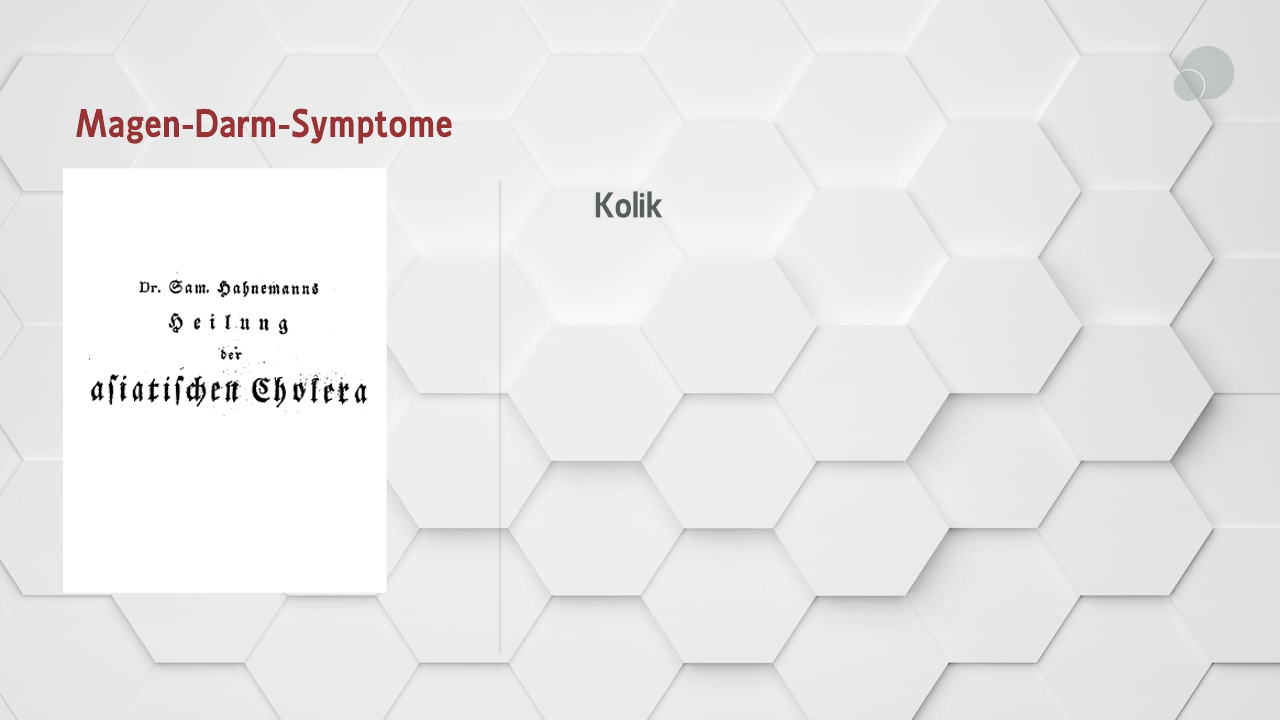 Magen-Darm-Symptome
Dr. Sam. Hahnemanns
Heilung
der
aſiatiſchen Cholera
Kolik